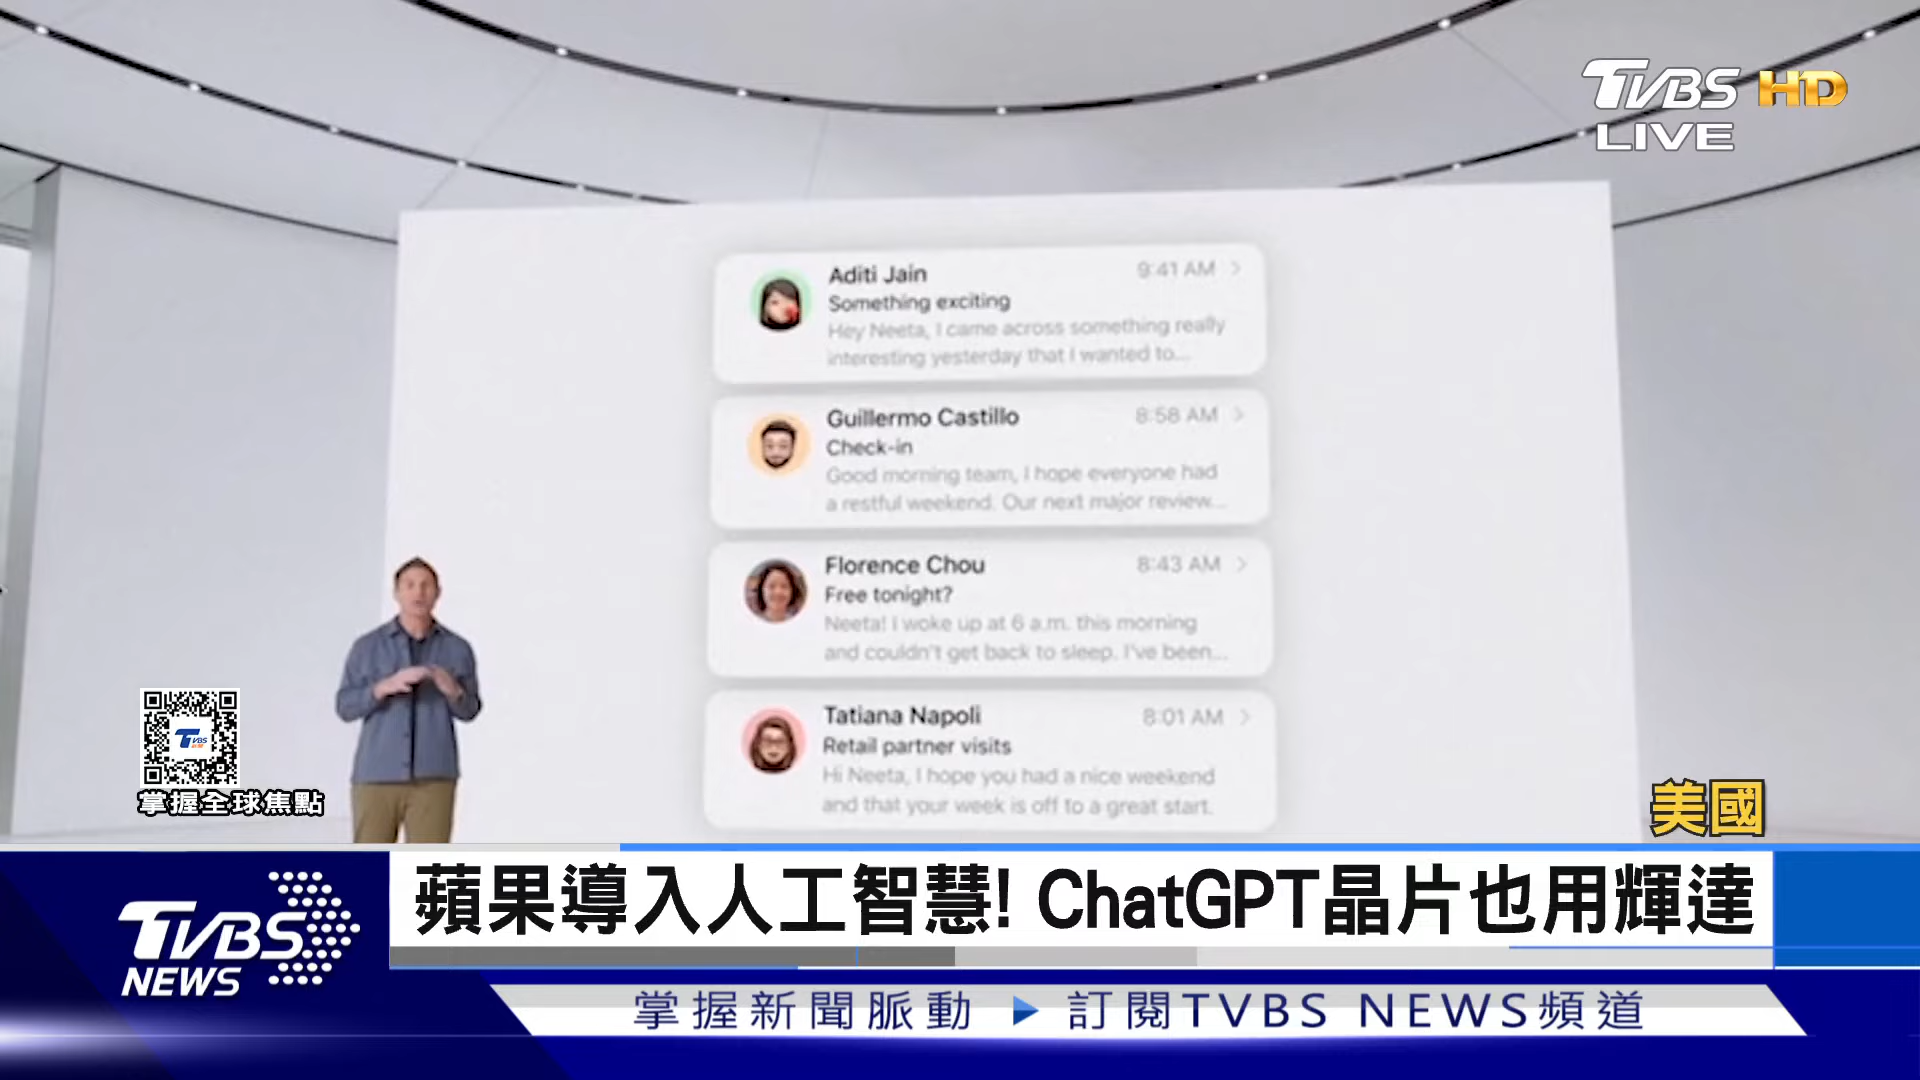 TVBS HD
LIVE
Aditi Jain
9:41 AM
Something exciting
Hey Neeta, I came across something really
interesting yesterday that I wanted to...
Guillermo Castillo
8:58 AM
Check-in
Good morning team, I hope everyone had
a restful weekend. Our next major review...
Florence Chou
8:43 AM
Free tonight?
Neeta! I woke up at 6 a.m. this morning
and couldn't get back to sleep. I've been...
Tatiana Napoli
8:01 AM
Retail partner visits
Hi Neeta, I hope you had a nice weekend
and that your week is off to a great start.
TVBS
新聞
掌握全球焦點
美國
蘋果導入人工智慧! ChatGPT晶片也用輝達
TVBS
NEWS
掌握新聞脈動 ▶ 訂閱TVBS NEWS頻道